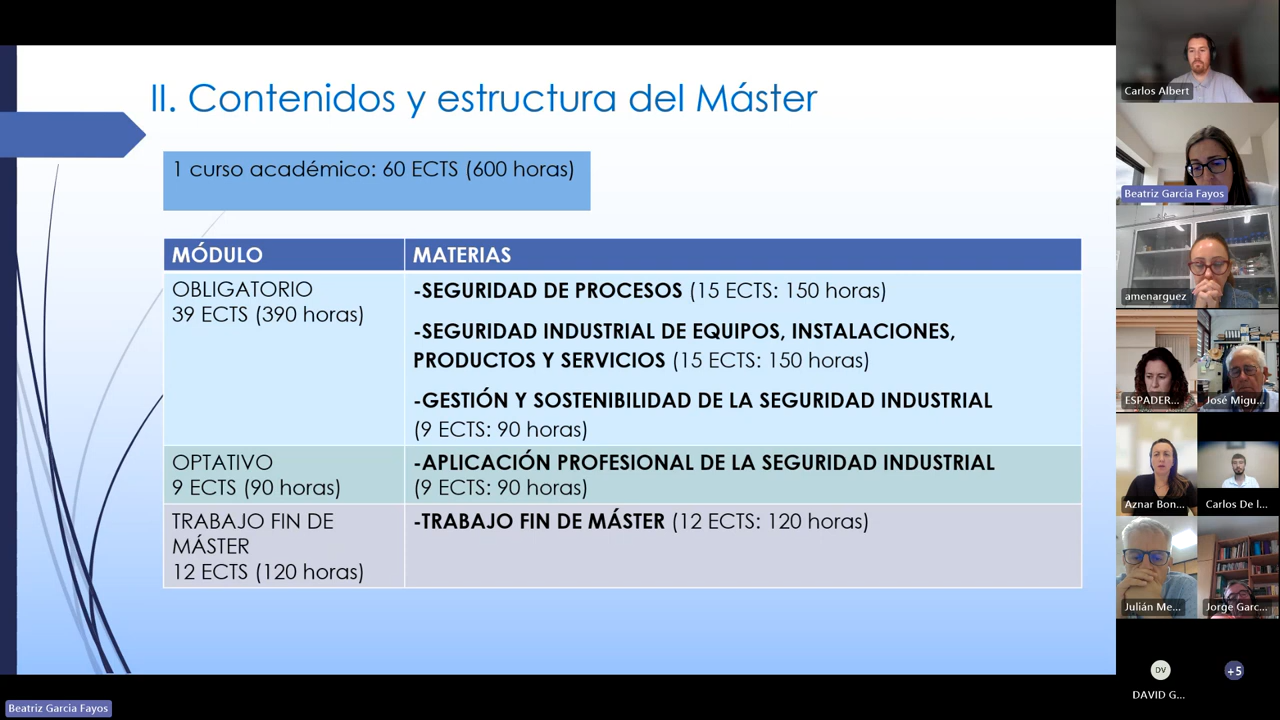 II. Contenidos y estructura del Máster
1 curso académico: 60 ECTS (600 horas)
MÓDULO
MATERIAS
OBLIGATORIO
39 ECTS (390 horas)
-SEGURIDAD DE PROCESOS (15 ECTS: 150 horas)
-SEGURIDAD INDUSTRIAL DE EQUIPOS, INSTALACIONES,
PRODUCTOS Y SERVICIOS (15 ECTS: 150 horas)
-GESTIÓN Y SOSTENIBILIDAD DE LA SEGURIDAD INDUSTRIAL
(9 ECTS: 90 horas)
OPTATIVO
9 ECTS (90 horas)
-APLICACIÓN PROFESIONAL DE LA SEGURIDAD INDUSTRIAL
(9 ECTS: 90 horas)
TRABAJO FIN DE
MÁSTER
12 ECTS (120 horas)
-TRABAJO FIN DE MÁSTER (12 ECTS: 120 horas)
Carlos Albert
Beatriz Garcia Fayos
amenarguez
ESPADER...
José Migu...
Aznar Bon...
Carlos De l...
Julián Me...
Jorge Garc...
DV
+5
DAVID G...
Beatriz Garcia Fayos